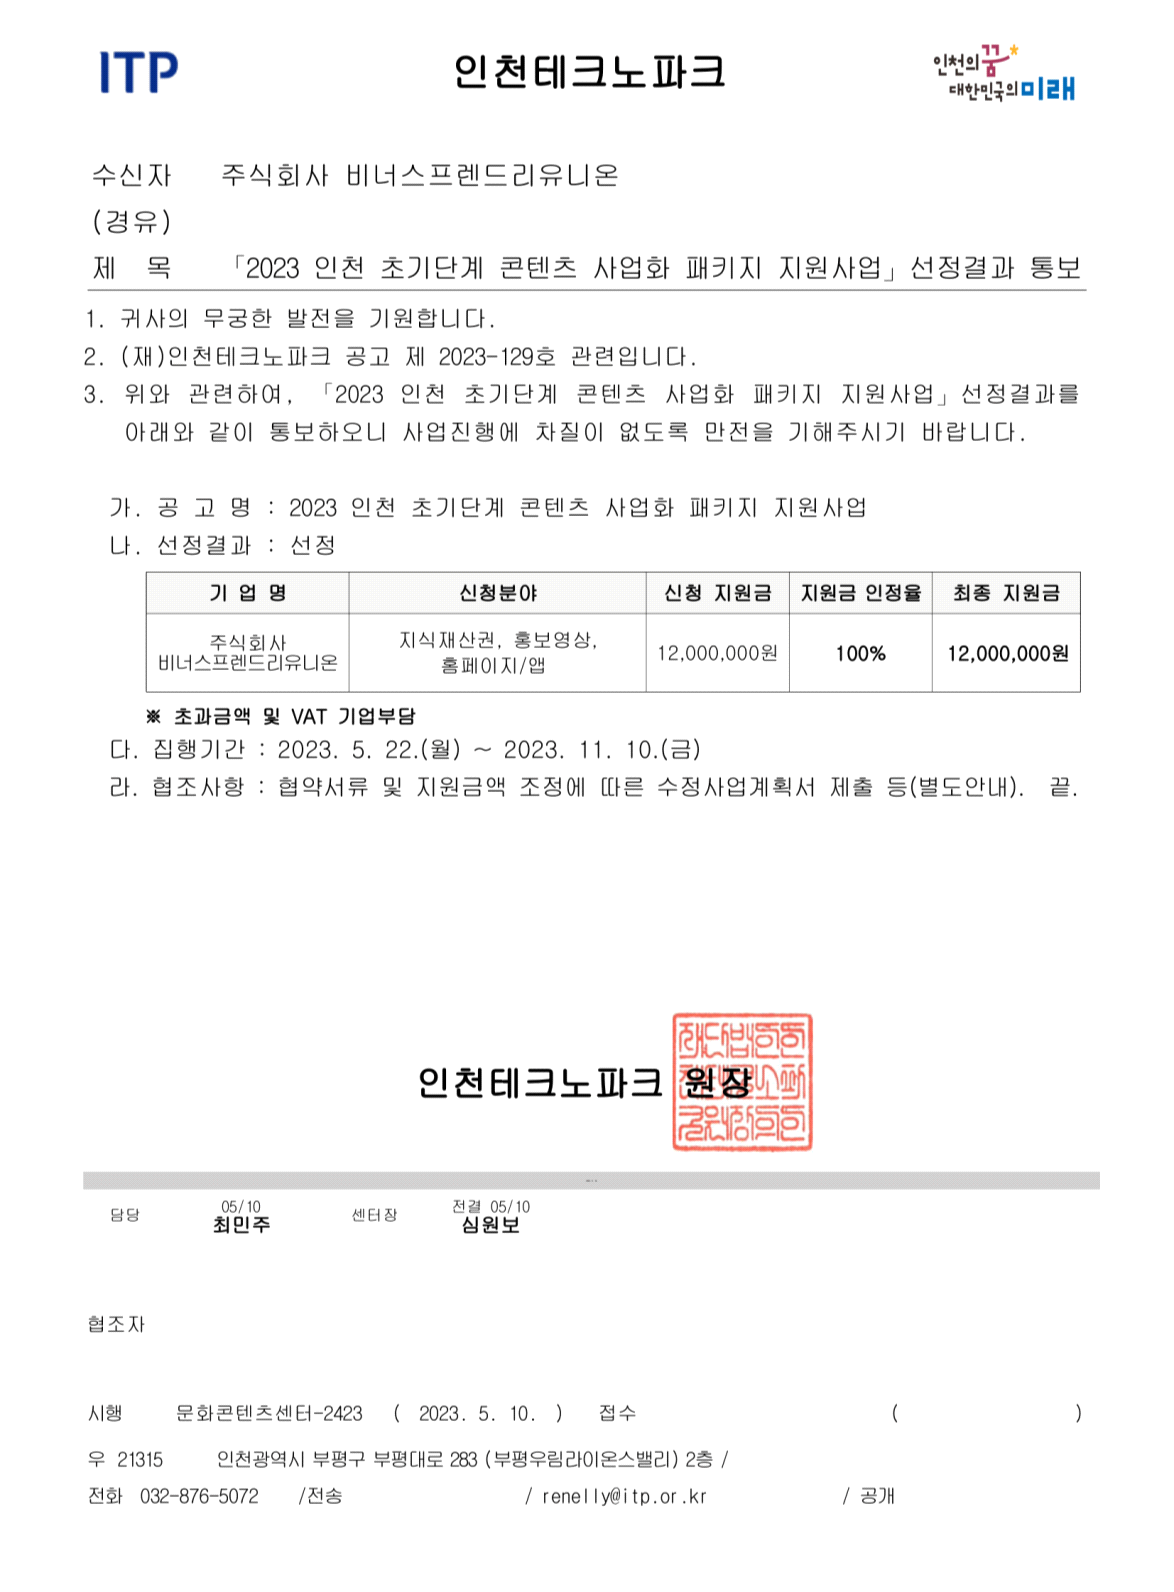 ITP
인천테크노파크
인천의 꿈
대한민국의 미래
수신자 주식회사 비너스프렌드리유니온
(경유)
제 목 「2023 인천 초기단계 콘텐츠 사업화 패키지 지원사업」선정결과 통보
1. 귀사의 무궁한 발전을 기원합니다.
2. (재)인천테크노파크 공고 제 2023-129호 관련입니다.
3. 위와 관련하여, 「2023 인천 초기단계 콘텐츠 사업화 패키지 지원사업」선정결과를
아래와 같이 통보하오니 사업진행에 차질이 없도록 만전을 기해주시기 바랍니다.
가. 공 고 명 : 2023 인천 초기단계 콘텐츠 사업화 패키지 지원사업
나. 선정결과 : 선정
기 업 명 신청분야 신청 지원금 지원금 인정율 최종 지원금
주식회사
비너스프렌드리유니온
지식재산권, 홍보영상,
홈페이지/앱
12,000,000원 100% 12,000,000원
※ 초과금액 및 VAT 기업부담
다. 집행기간 : 2023. 5. 22.(월) ~ 2023. 11. 10.(금)
라. 협조사항 : 협약서류 및 지원금액 조정에 따른 수정사업계획서 제출 등(별도안내). 끝.
인천테크노파크 원장
담당 05/10 최민주 센터장 전결 05/10 심원보
협조자
시행 문화콘텐츠센터-2423 ( 2023. 5. 10. ) 접수 ( )
우 21315 인천광역시 부평구 부평대로 283 (부평우림라이온스밸리) 2층 /
전화 032-876-5072 /전송 / renelly@itp.or.kr / 공개